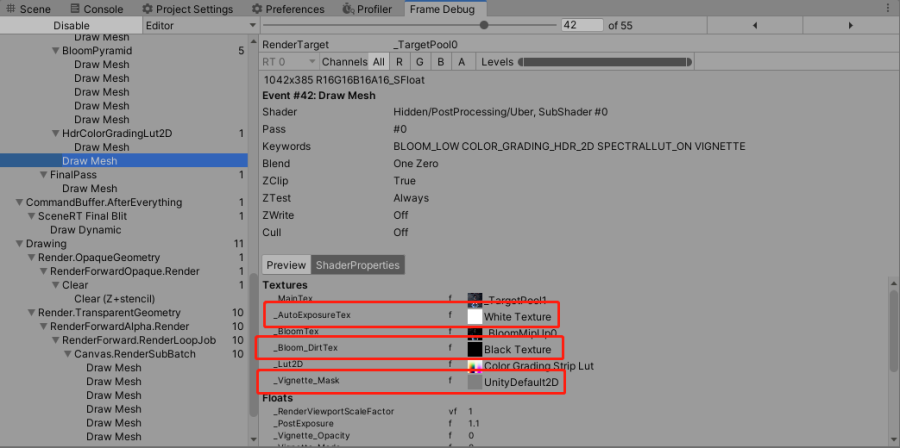 Scene Console Project Settings Preferences Profiler Frame Debug
Disable Editor 42 of 55
Draw Mesh
BloomPyramid 5
Draw Mesh
Draw Mesh
Draw Mesh
Draw Mesh
HdrColorGradingLut2D 1
Draw Mesh
Draw Mesh
FinalPass 1
Draw Mesh
CommandBuffer.AfterEverything 1
SceneRT Final Blit 1
Draw Dynamic
Drawing 11
Render.OpaqueGeometry 1
RenderForwardOpaque.Render 1
Clear 1
Clear (Z+stencil)
Render.TransparentGeometry 10
RenderForwardAlpha.Render 10
RenderForward.RenderLoopJob 10
Canvas.RenderSubBatch 10
Draw Mesh
Draw Mesh
Draw Mesh
Draw Mesh
Draw Mesh
RenderTarget _TargetPool0
RT 0 Channels All R G B A Levels
1042x385 R16G16B16A16_SFloat
Event #42: Draw Mesh
Shader Hidden/PostProcessing/Uber, SubShader #0
Pass #0
Keywords BLOOM_LOW COLOR_GRADING_HDR_2D SPECTRALLUT_ON VIGNETTE
Blend One Zero
ZClip True
ZTest Always
ZWrite Off
Cull Off
Preview ShaderProperties
Textures
_MainTex f _TargetPool1
_AutoExposureTex f White Texture
_BloomTex f _BloomMipUp0
_Bloom_DirtTex f Black Texture
_Lut2D f Color Grading Strip Lut
_Vignette_Mask f UnityDefault2D
Floats
_RenderViewportScaleFactor vf 1
_PostExposure f 1.1
_Vignette_Opacity f 0
_Vignette_Mode f 0